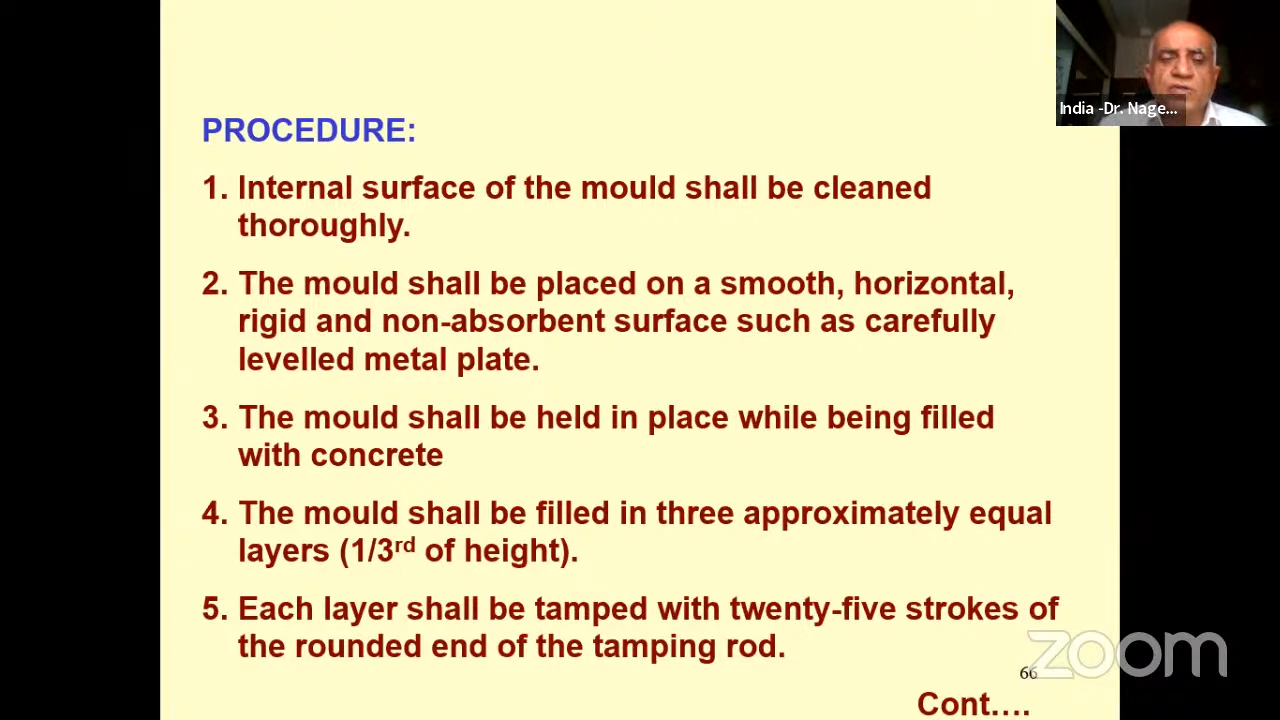 India -Dr. Nage...
PROCEDURE:
1. Internal surface of the mould shall be cleaned
thoroughly.
2. The mould shall be placed on a smooth, horizontal,
rigid and non-absorbent surface such as carefully
levelled metal plate.
3. The mould shall be held in place while being filled
with concrete
4. The mould shall be filled in three approximately equal
layers (1/3rd of height).
5. Each layer shall be tamped with twenty-five strokes of
the rounded end of the tamping rod.
zoom
66
Cont....